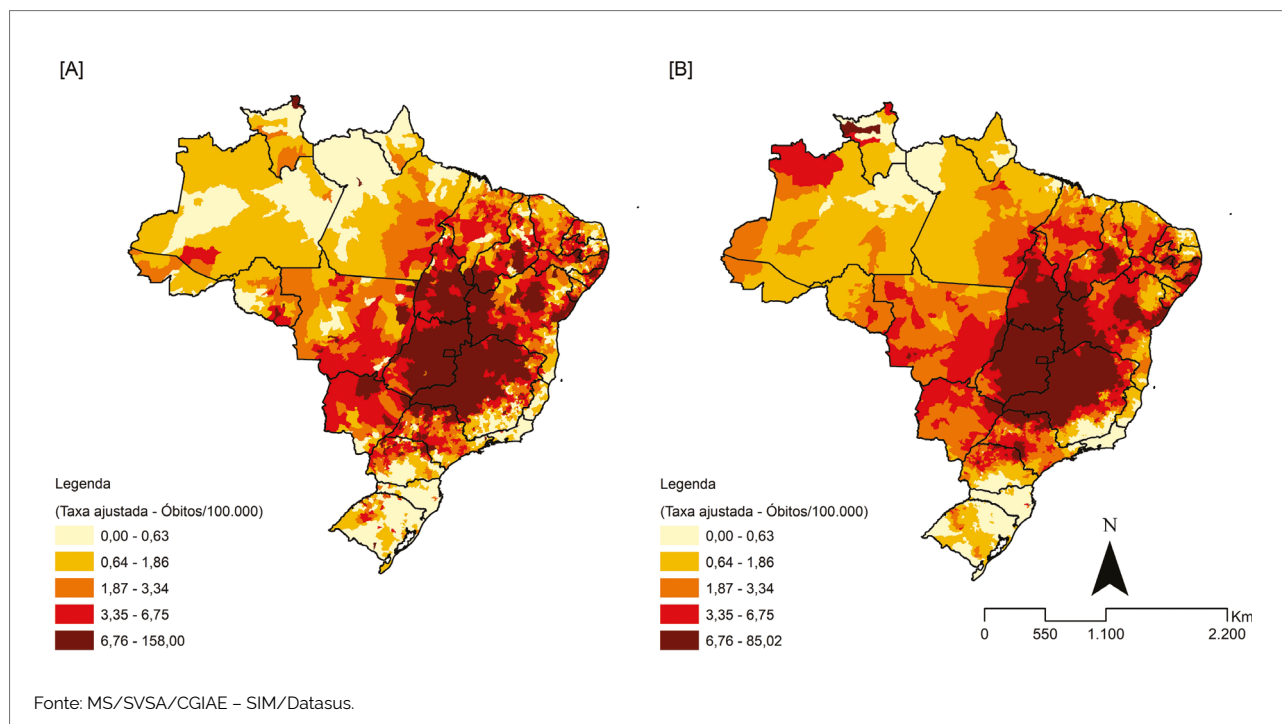 [A]
Legenda
(Taxa ajustada - Óbitos/100.000)
0,00 - 0,63
0,64 - 1,86
1,87 - 3,34
3,35 - 6,75
6,76 - 158,00
[B]
Legenda
(Taxa ajustada - Óbitos/100.000)
0,00 - 0,63
0,64 - 1,86
1,87 - 3,34
3,35 - 6,75
6,76 - 85,02
N
Km
0 550 1.100 2.200
Fonte: MS/SVSA/CGIAE – SIM/Datasus.